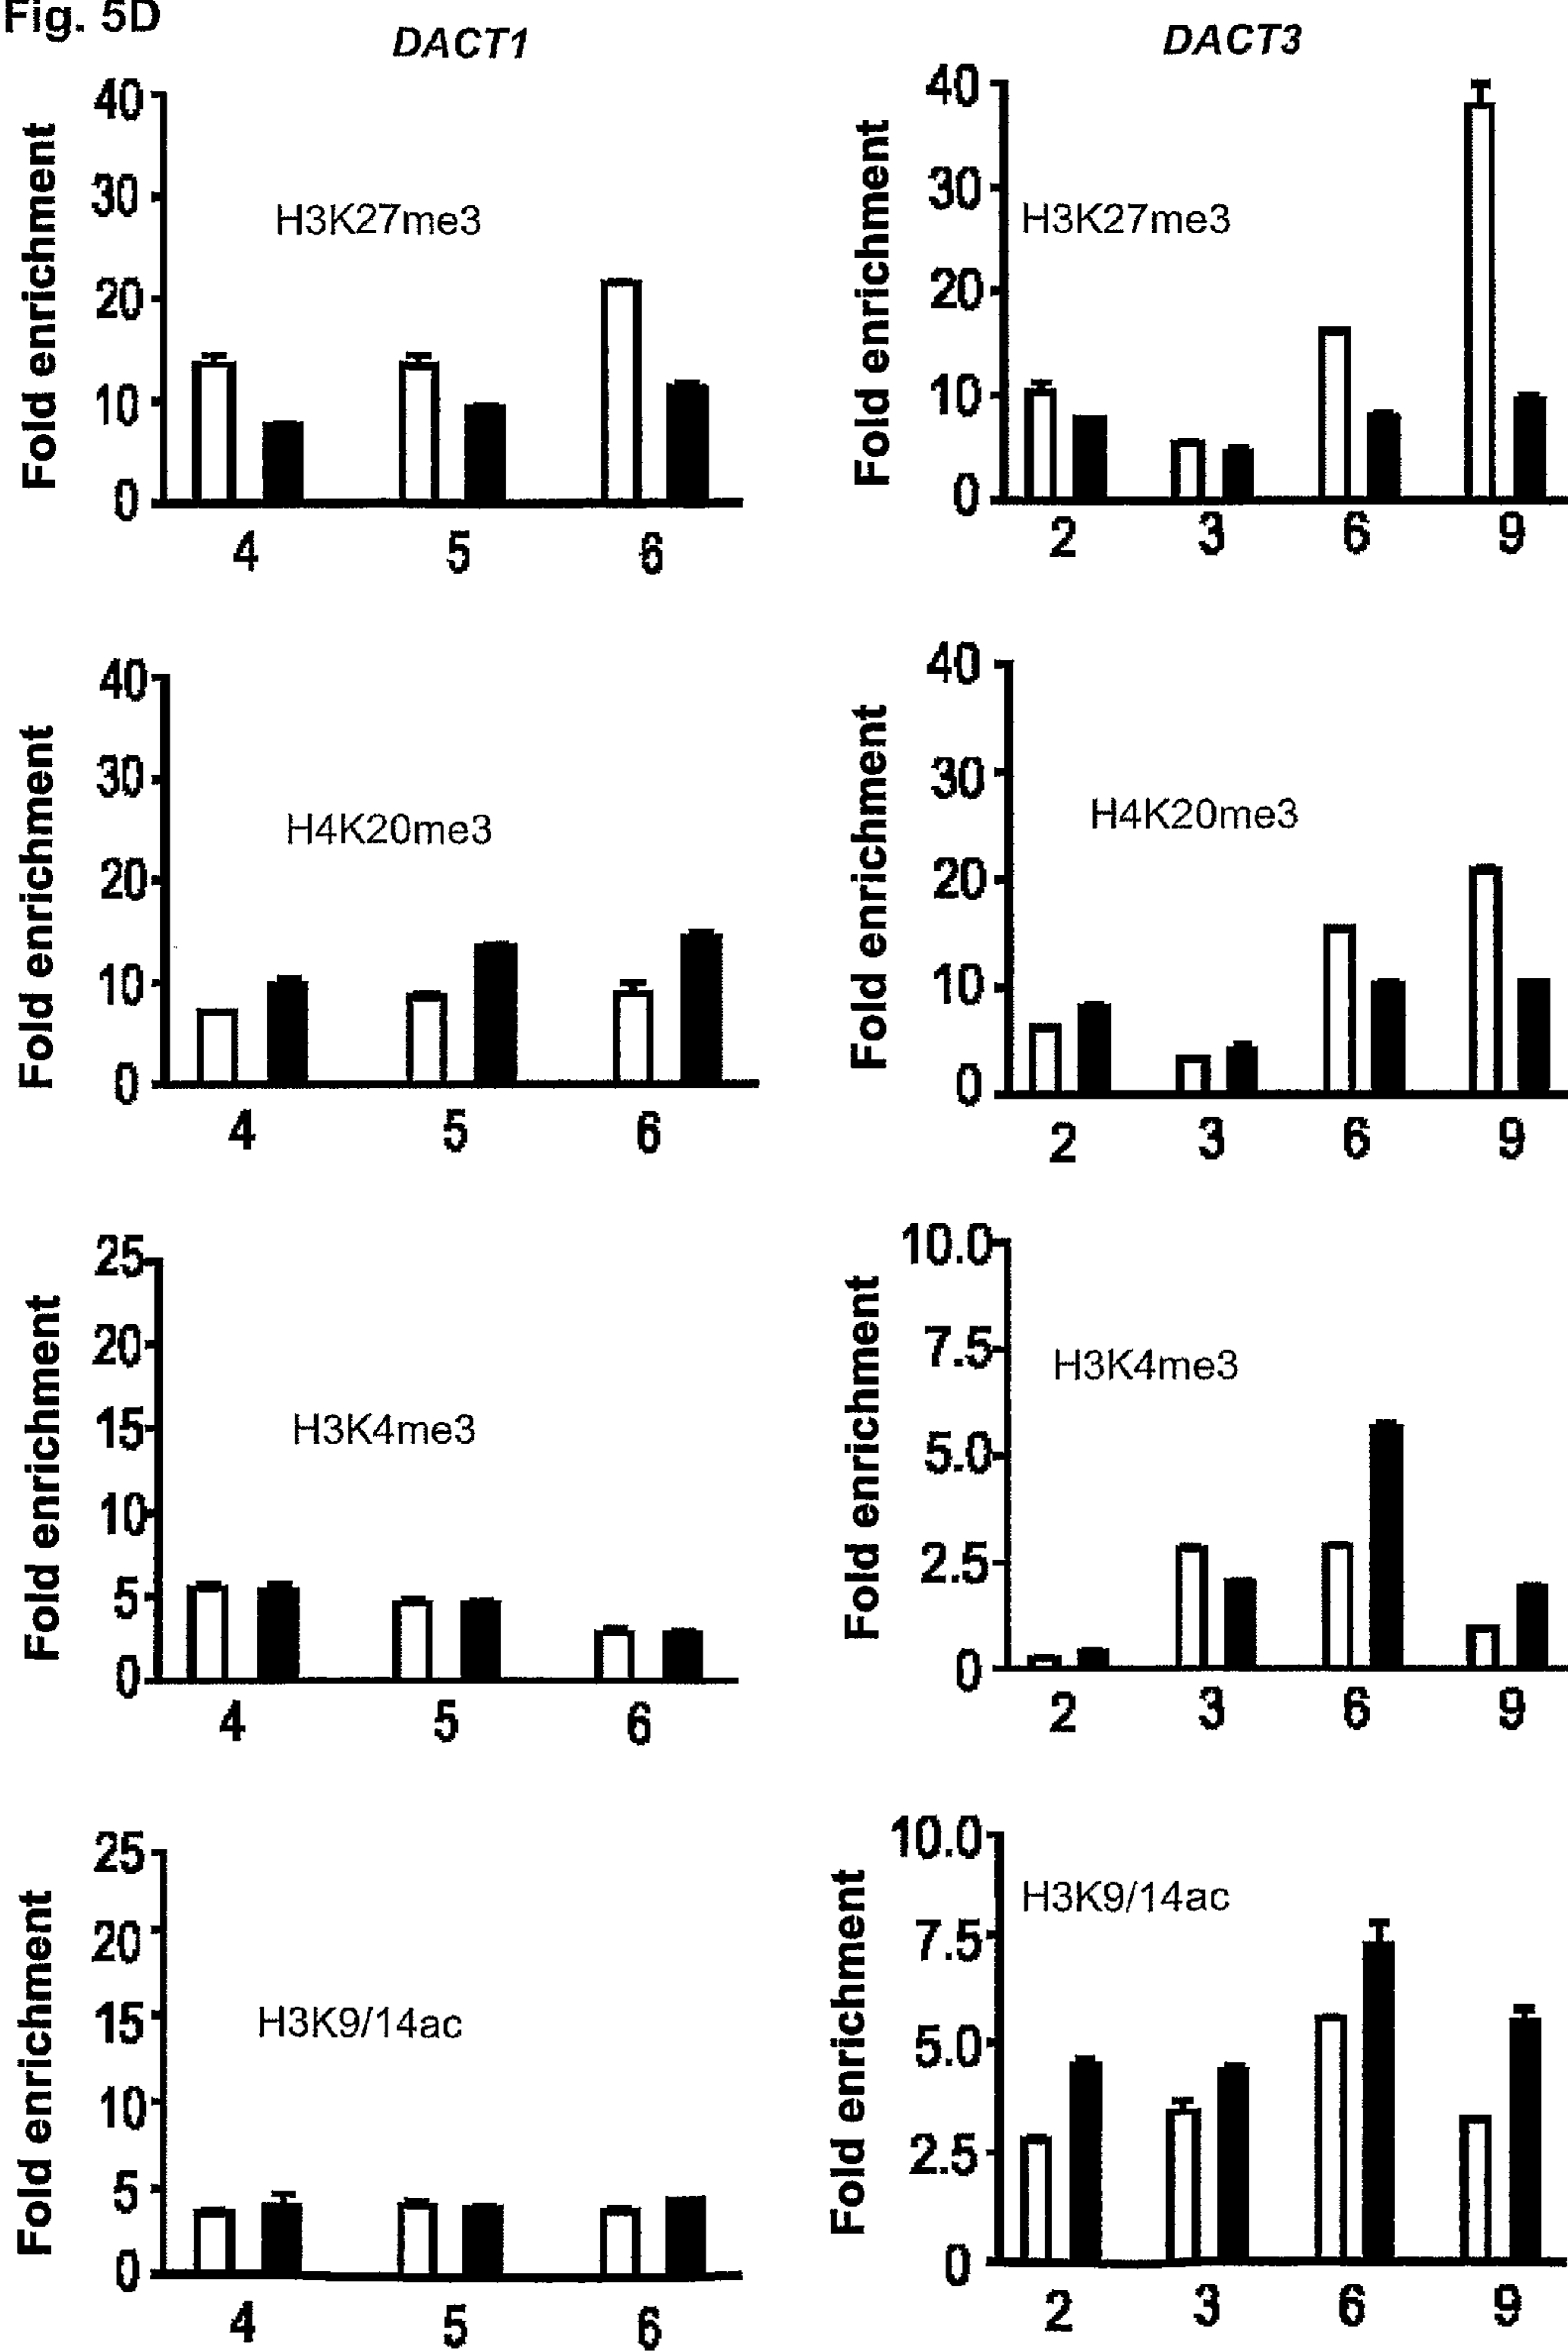 Fig. 5D
DACT1
DACT3
Fold enrichment
40
30
20
10
0
H3K27me3
4 5 6
Fold enrichment
40
30
20
10
0
H3K27me3
2 3 6 9
Fold enrichment
40
30
20
10
0
H4K20me3
4 5 6
Fold enrichment
40
30
20
10
0
H4K20me3
2 3 6 9
Fold enrichment
25
20
15
10
5
0
H3K4me3
4 5 6
Fold enrichment
10.0
7.5
5.0
2.5
0
H3K4me3
2 3 6 9
Fold enrichment
25
20
15
10
5
0
H3K9/14ac
4 5 6
Fold enrichment
10.0
7.5
5.0
2.5
0
H3K9/14ac
2 3 6 9